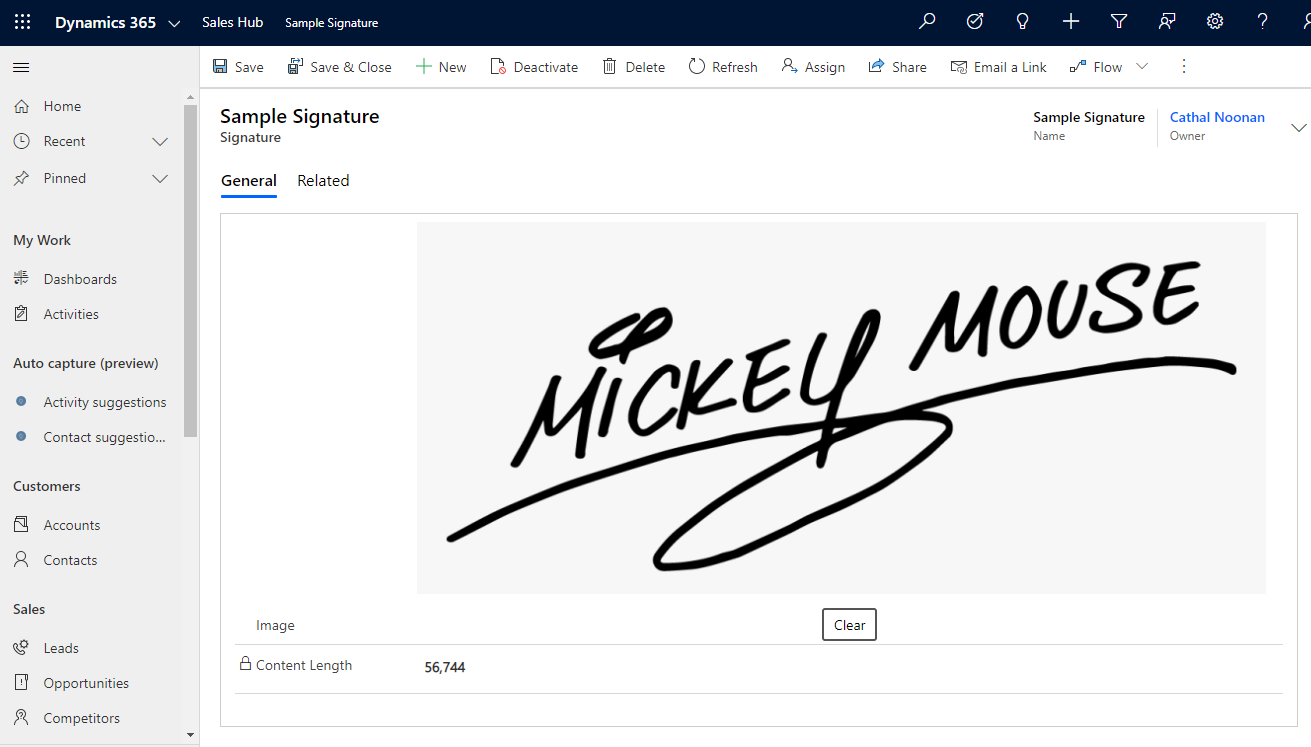 Dynamics 365 Sales Hub Sample Signature
Save Save & Close New Deactivate Delete Refresh Assign Share Email a Link Flow
Home
Recent
Pinned
My Work
Dashboards
Activities
Auto capture (preview)
Activity suggestions
Contact suggestio...
Customers
Accounts
Contacts
Sales
Leads
Opportunities
Competitors
Sample Signature
Signature
Sample Signature
Name
Cathal Noonan
Owner
General Related
MICKEY MOUSE
Image Clear
Content Length 56,744